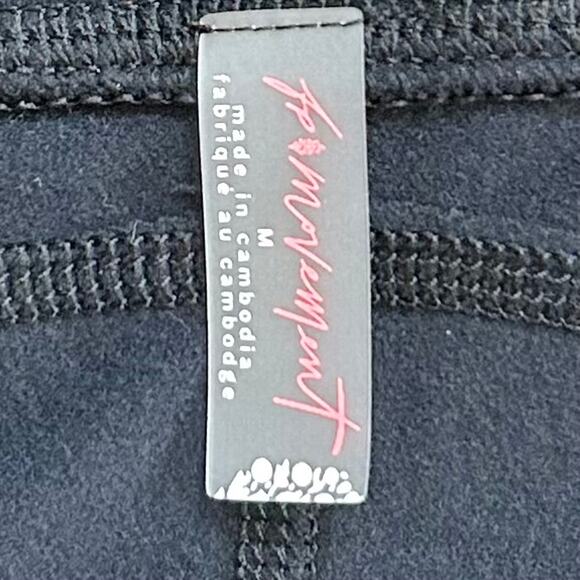 fp movement
M
made in cambodia
fabriqué au cambodge